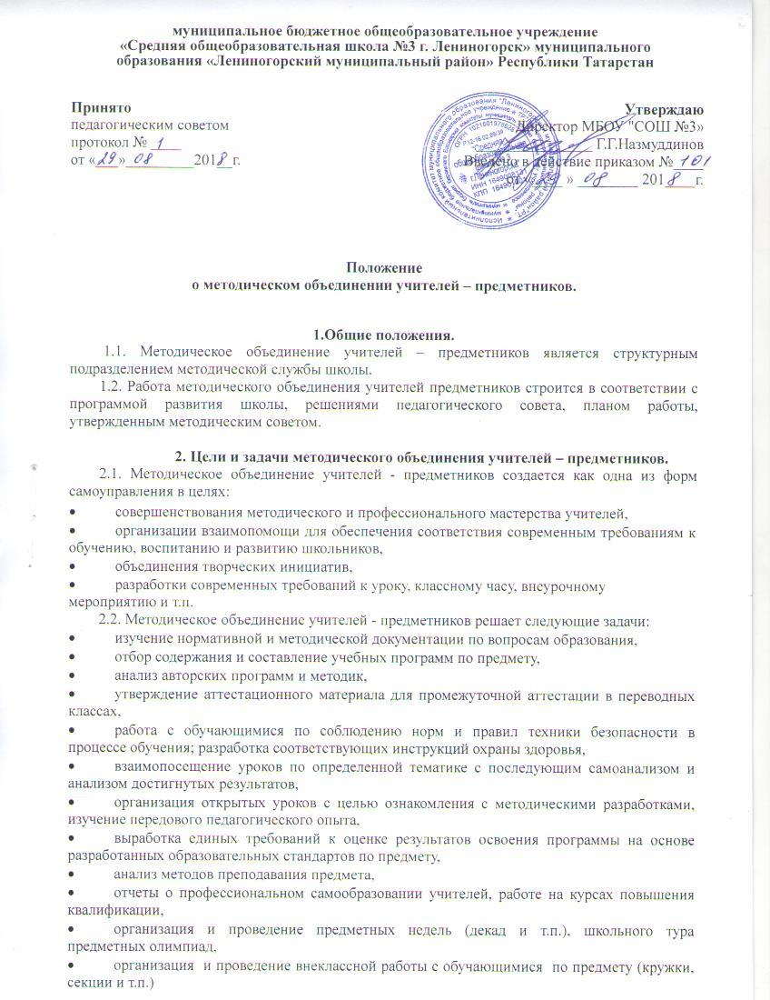 муниципальное бюджетное общеобразовательное учреждение
«Средняя общеобразовательная школа №3 г. Лениногорск» муниципального
образования «Лениногорский муниципальный район» Республики Татарстан
Принято
педагогическим советом
протокол № 1
от «29 » 08 2018 г.
Утверждаю
Директор МБОУ "СОШ №3»
Г.Г.Назмуддинов
Введено в действие приказом № 101
от « 29 » 08 2018 г.
Положение
о методическом объединении учителей – предметников.
1.Общие положения.
1.1. Методическое объединение учителей – предметников является структурным
подразделением методической службы школы.
1.2. Работа методического объединения учителей предметников строится в соответствии с
программой развития школы, решениями педагогического совета, планом работы,
утвержденным методическим советом.
2. Цели и задачи методического объединения учителей – предметников.
2.1. Методическое объединение учителей - предметников создается как одна из форм
самоуправления в целях:
• совершенствования методического и профессионального мастерства учителей,
• организации взаимопомощи для обеспечения соответствия современным требованиям к
обучению, воспитанию и развитию школьников,
• объединения творческих инициатив,
• разработки современных требований к уроку, классному часу, внеурочному
мероприятию и т.п.
2.2. Методическое объединение учителей - предметников решает следующие задачи:
• изучение нормативной и методической документации по вопросам образования,
• отбор содержания и составление учебных программ по предмету,
• анализ авторских программ и методик,
• утверждение аттестационного материала для промежуточной аттестации в переводных
классах,
• работа с обучающимися по соблюдению норм и правил техники безопасности в
процессе обучения; разработка соответствующих инструкций охраны здоровья,
• взаимопосещение уроков по определенной тематике с последующим самоанализом и
анализом достигнутых результатов,
• организация открытых уроков с целью ознакомления с методическими разработками,
изучение передового педагогического опыта,
• выработка единых требований к оценке результатов освоения программы на основе
разработанных образовательных стандартов по предмету,
• анализ методов преподавания предмета,
• отчеты о профессиональном самообразовании учителей, работе на курсах повышения
квалификации,
• организация и проведение предметных недель (декад и т.п.), школьного тура
предметных олимпиад,
• организация и проведение внеклассной работы с обучающимися по предмету (кружки,
секции и т.п.)